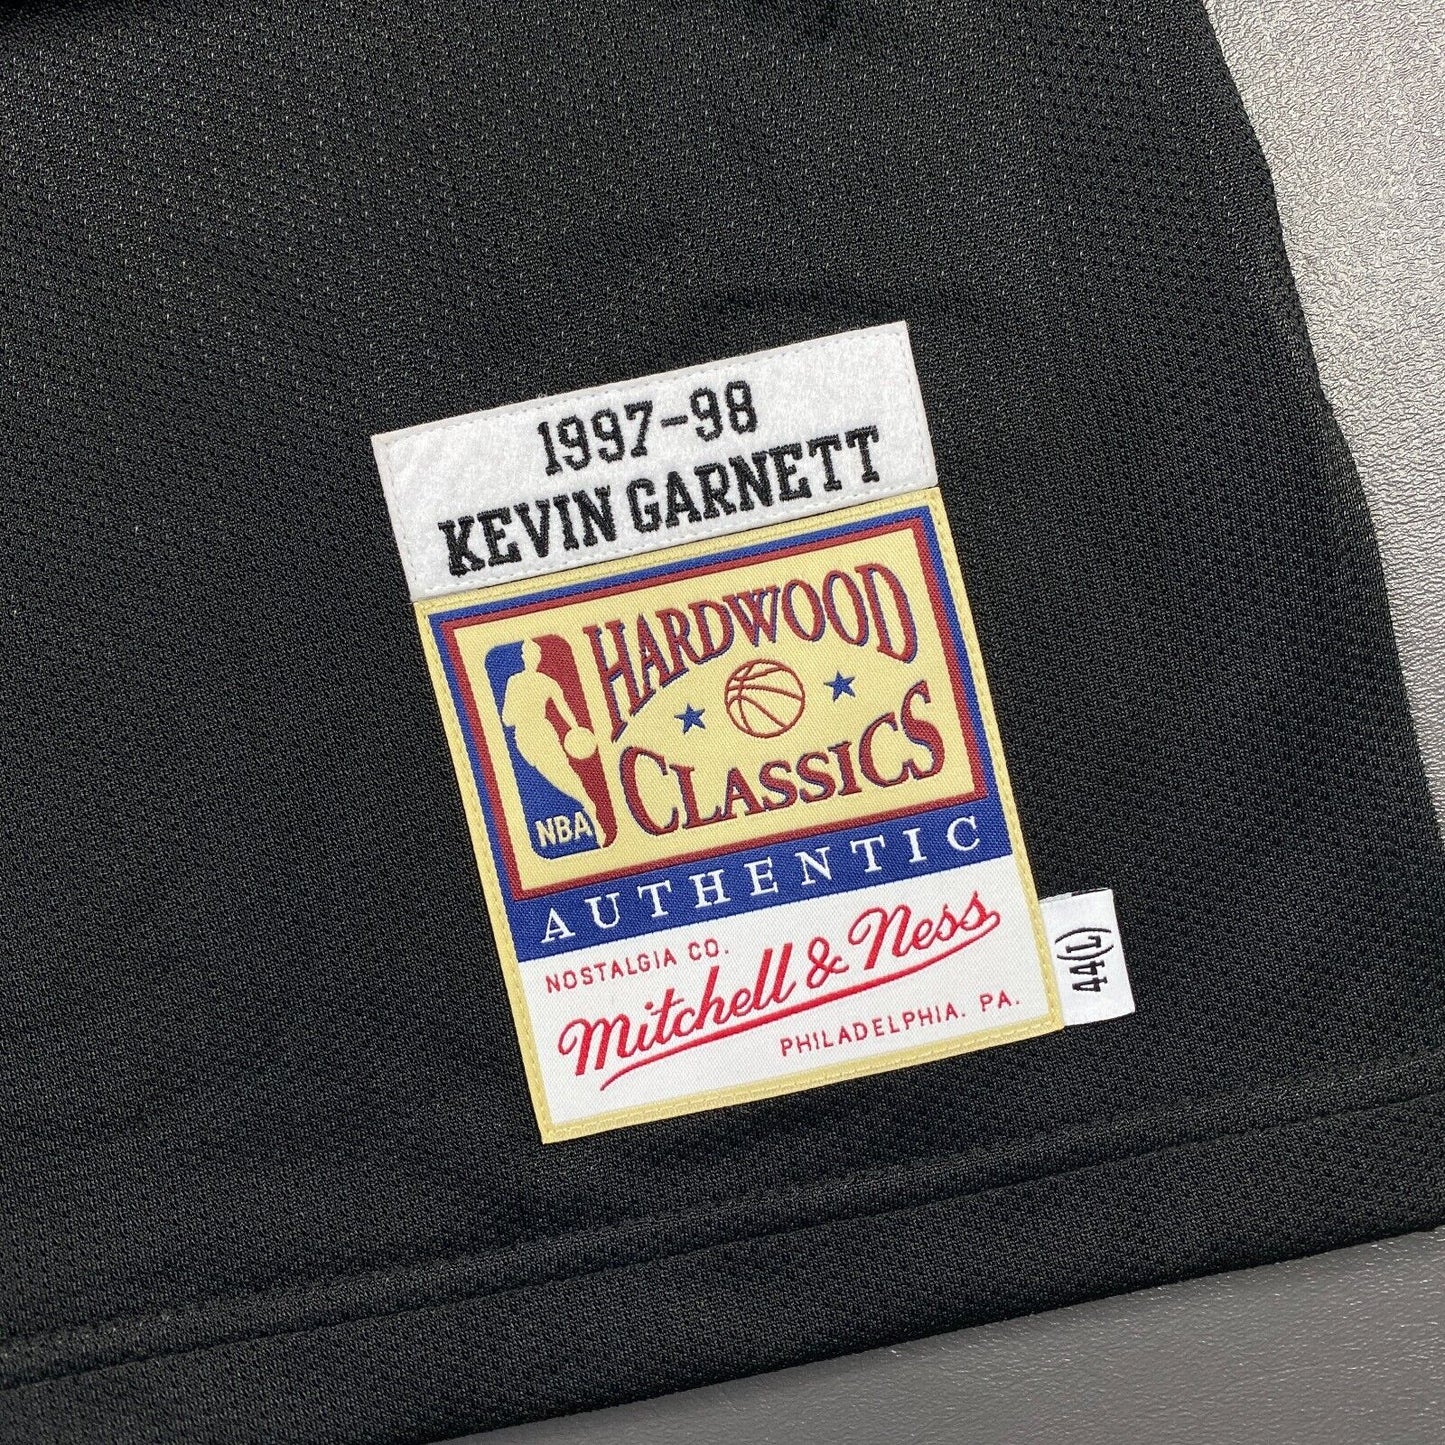 1997-98
KEVIN GARNETT
HARDWOOD
CLASSICS
NBA
AUTHENTIC
NOSTALGIA CO.
Mitchell & Ness
PHILADELPHIA, PA.
44(L)